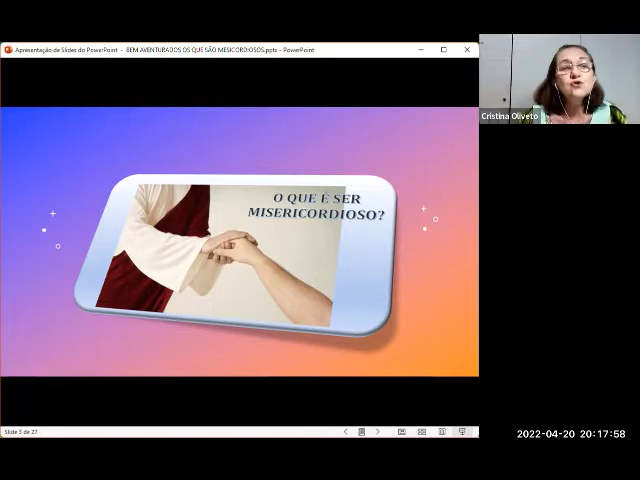 Apresentação de Slides do PowerPoint - BEM AVENTURADOS OS QUE SÃO MESICORDIOSOS.pptx - PowerPoint
Cristina Oliveto
O QUE É SER
MISERICORDIOSO?
Slide 3 de 27
2022-04-20 20:17:58